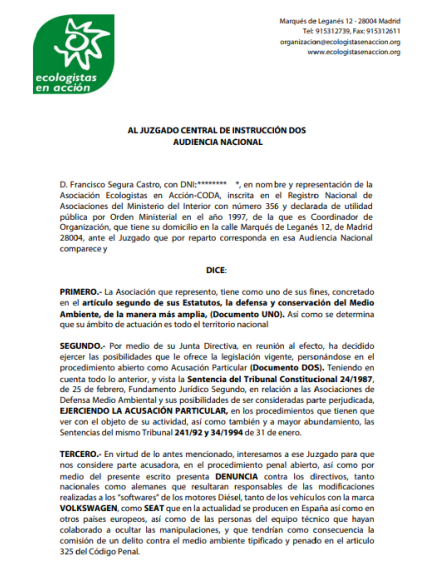 ecologistas
en acción
Marqués de Leganés 12 - 28004 Madrid
Tel: 915312739, Fax: 915312611
organizacion@ecologistasenaccion.org
www.ecologistasenaccion.org
AL JUZGADO CENTRAL DE INSTRUCCIÓN DOS
AUDIENCIA NACIONAL
D. Francisco Segura Castro, con DNI:******** *, en nombre y representación de la
Asociación Ecologistas en Acción-CODA, inscrita en el Registro Nacional de
Asociaciones del Ministerio del Interior con número 356 y declarada de utilidad
pública por Orden Ministerial en el año 1997, de la que es Coordinador de
Organización, que tiene su domicilio en la calle Marqués de Leganés 12, de Madrid
28004, ante el Juzgado que por reparto corresponda en esa Audiencia Nacional
comparece y
DICE:
PRIMERO.- La Asociación que represento, tiene como uno de sus fines, concretado
en el artículo segundo de sus Estatutos, la defensa y conservación del Medio
Ambiente, de la manera más amplia, (Documento UNO). Así como se determina
que su ámbito de actuación es todo el territorio nacional
SEGUNDO.- Por medio de su Junta Directiva, en reunión al efecto, ha decidido
ejercer las posibilidades que le ofrece la legislación vigente, personándose en el
procedimiento abierto como Acusación Particular (Documento DOS). Teniendo en
cuenta todo lo anterior, y vista la Sentencia del Tribunal Constitucional 24/1987,
de 25 de febrero, Fundamento Jurídico Segundo, en relación a las Asociaciones de
Defensa Medio Ambiental y sus posibilidades de ser consideradas parte perjudicada,
EJERCIENDO LA ACUSACIÓN PARTICULAR, en los procedimientos que tienen que
ver con el objeto de su actividad, así como también y a mayor abundamiento, las
Sentencias del mismo Tribunal 241/92 y 34/1994 de 31 de enero.
TERCERO.- En virtud de lo antes mencionado, interesamos a ese Juzgado para que
nos considere parte acusadora, en el procedimiento penal abierto, así como por
medio del presente escrito presenta DENUNCIA contra los directivos, tanto
nacionales como alemanes que resultaran responsables de las modificaciones
realizadas a los "softwares" de los motores Diésel, tanto de los vehículos con la marca
VOLKSWAGEN, como SEAT que en la actualidad se producen en España así como en
otros países europeos, así como de las personas del equipo técnico que hayan
colaborado a ocultar las manipulaciones, y que tendrían como consecuencia la
comisión de un delito contra el medio ambiente tipificado y penado en el artículo
325 del Código Penal.